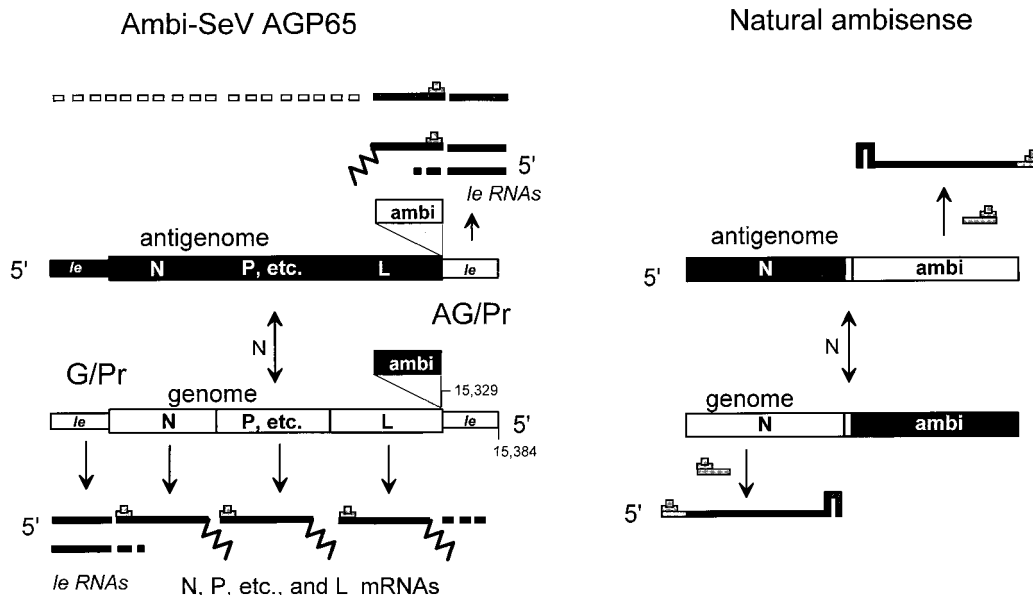 Ambi-SeV AGP65
Natural ambisense
5'
le RNAs
ambi
antigenome
5'
le
N
P, etc.
L
le
AG/Pr
N
G/Pr
ambi
15,329
genome
le
N
P, etc.
L
le
5'
15,384
5'
le RNAs
N, P, etc., and L mRNAs
antigenome
5'
N
ambi
N
genome
N
ambi
5'
5'